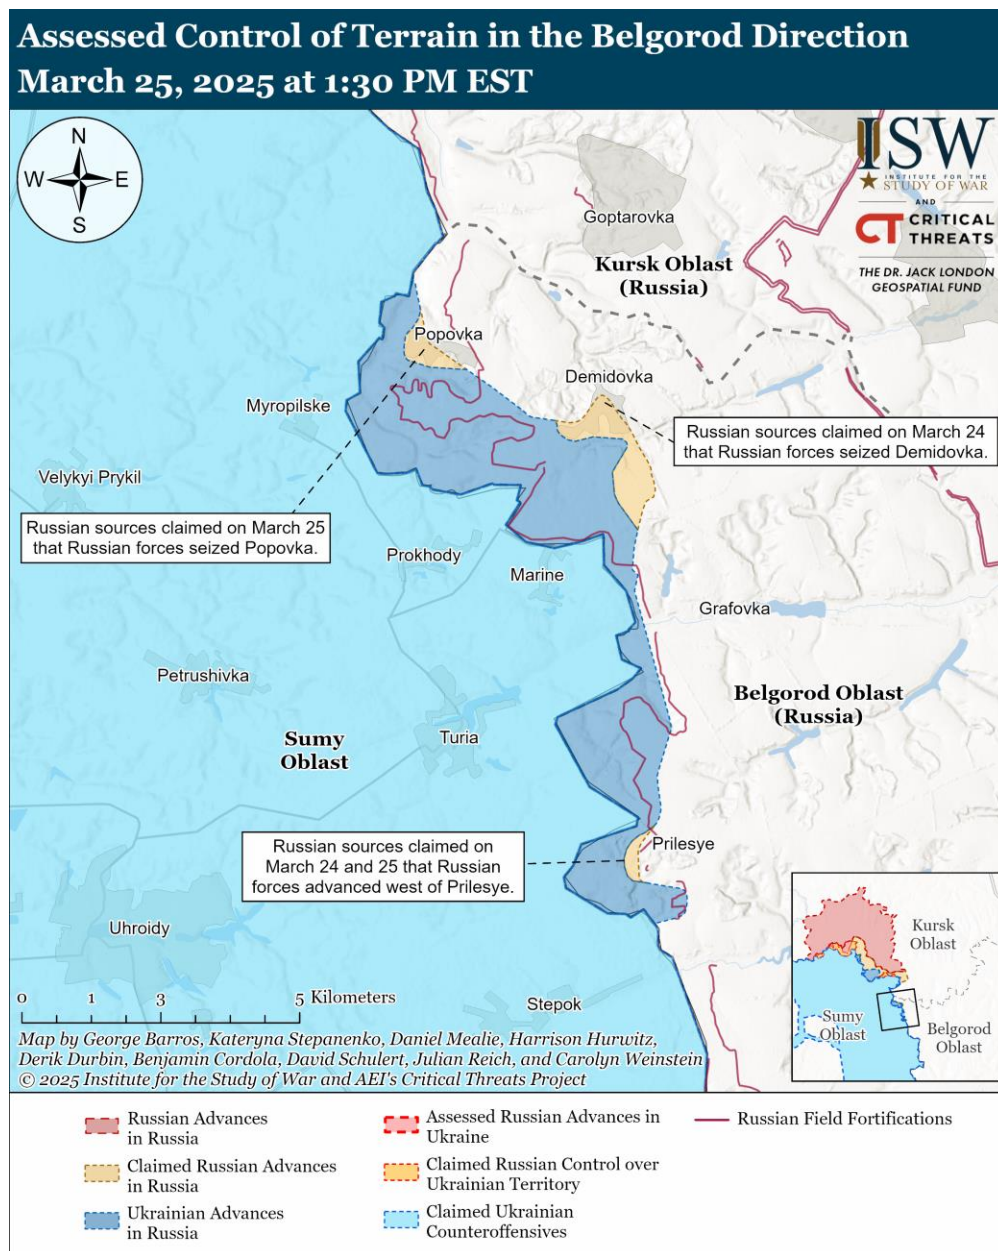 Assessed Control of Terrain in the Belgorod Direction
March 25, 2025 at 1:30 PM EST
N
W E
S
ISW
INSTITUTE FOR THE
STUDY OF WAR
AND
CT CRITICAL
THREATS
THE DR. JACK LONDON
GEOSPATIAL FUND
Goptarovka
Kursk Oblast
(Russia)
Popovka
Demidovka
Myropilske
Russian sources claimed on March 24
that Russian forces seized Demidovka.
Velykyi Prykil
Russian sources claimed on March 25
that Russian forces seized Popovka.
Prokhody
Marine
Grafovka
Petrushivka
Belgorod Oblast
(Russia)
Sumy
Oblast
Turia
Russian sources claimed on
March 24 and 25 that Russian
forces advanced west of Prilesye.
Prilesye
Uhroidy
Stepok
0 1 3 5 Kilometers
Map by George Barros, Kateryna Stepanenko, Daniel Mealie, Harrison Hurwitz,
Derik Durbin, Benjamin Cordola, David Schulert, Julian Reich, and Carolyn Weinstein
© 2025 Institute for the Study of War and AEI's Critical Threats Project
Kursk
Oblast
Sumy
Oblast
Belgorod
Oblast
Russian Advances
in Russia
Claimed Russian Advances
in Russia
Ukrainian Advances
in Russia
Assessed Russian Advances in
Ukraine
Claimed Russian Control over
Ukrainian Territory
Claimed Ukrainian
Counteroffensives
Russian Field Fortifications